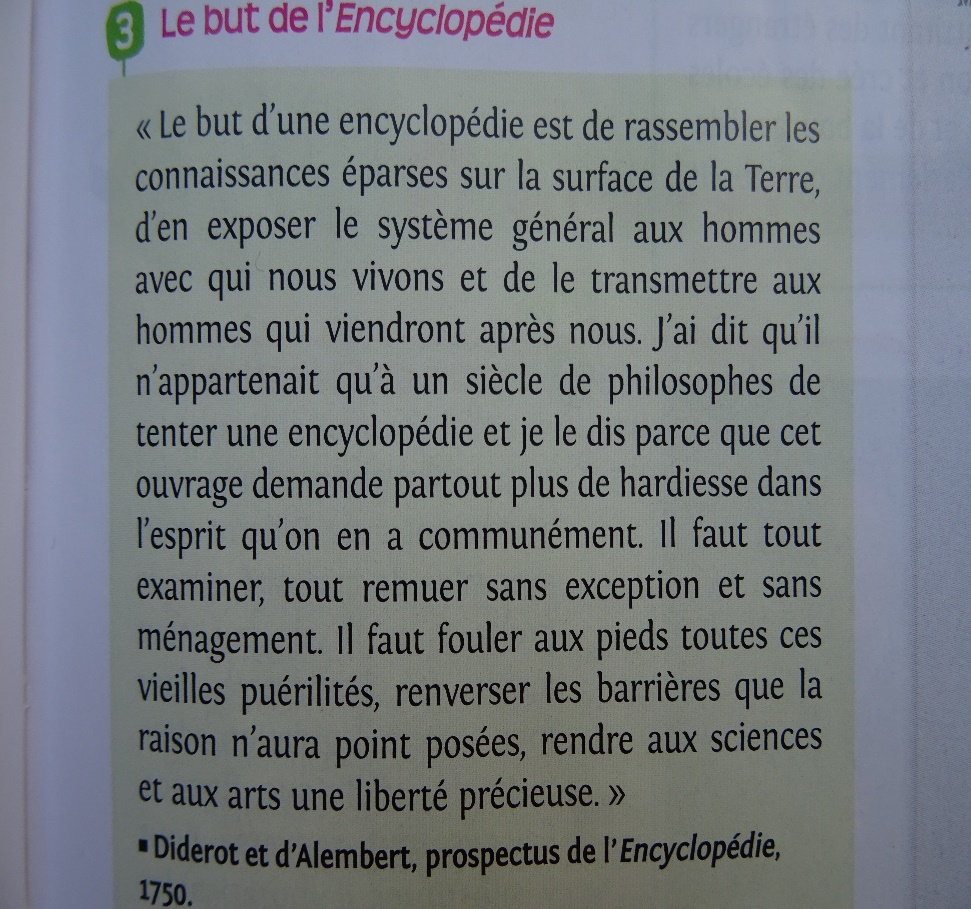 3 Le but de l'Encyclopédie
« Le but d'une encyclopédie est de rassembler les
connaissances éparses sur la surface de la Terre,
d'en exposer le système général aux hommes
avec qui nous vivons et de le transmettre aux
hommes qui viendront après nous. J'ai dit qu'il
n'appartenait qu'à un siècle de philosophes de
tenter une encyclopédie et je le dis parce que cet
ouvrage demande partout plus de hardiesse dans
l'esprit qu'on en a communément. Il faut tout
examiner, tout remuer sans exception et sans
ménagement. Il faut fouler aux pieds toutes ces
vieilles puérilités, renverser les barrières que la
raison n'aura point posées, rendre aux sciences
et aux arts une liberté précieuse. »
▪ Diderot et d'Alembert, prospectus de l'Encyclopédie,
1750.